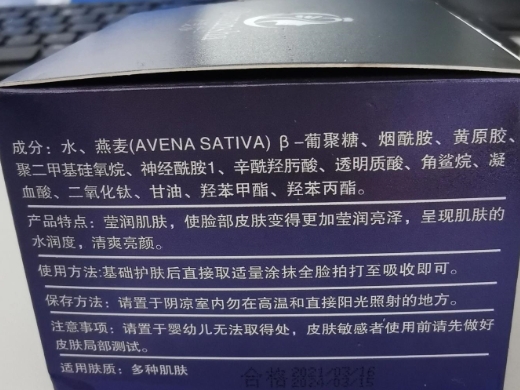 成分：水、燕麦(AVENA SATIVA) β-葡聚糖、烟酰胺、黄原胶、
聚二甲基硅氧烷、神经酰胺1、辛酰羟肟酸、透明质酸、角鲨烷、凝
血酸、二氧化钛、甘油、羟苯甲酯、羟苯丙酯。
产品特点：莹润肌肤，使脸部皮肤变得更加莹润亮泽，呈现肌肤的
水润度，清爽亮颜。
使用方法:基础护肤后直接取适量涂抹全脸拍打至吸收即可。
保存方法：请置于阴凉室内勿在高温和直接阳光照射的地方。
注意事项：请置于婴幼儿无法取得处，皮肤敏感者使用前请先做好
皮肤局部测试。
适用肤质：多种肌肤
合格 2021/03/16